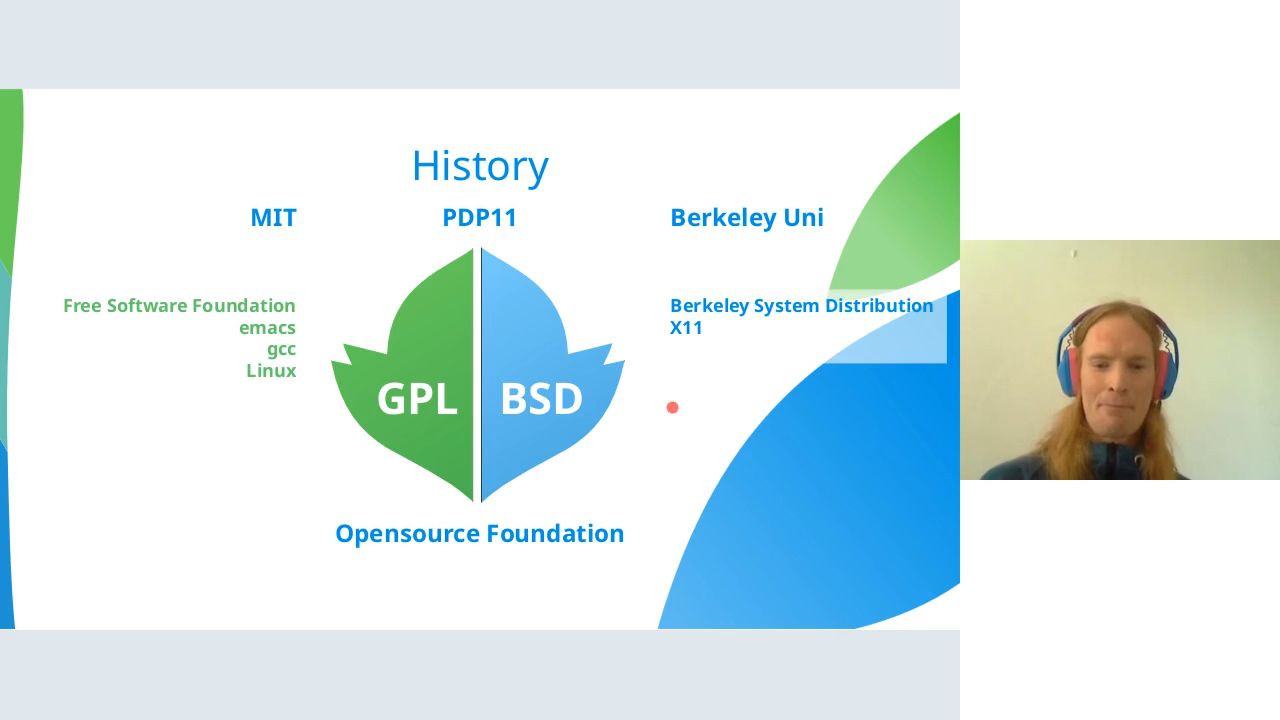 History
MIT
PDP11
Berkeley Uni
Free Software Foundation
emacs
gcc
Linux
Berkeley System Distribution
X11
GPL
BSD
Opensource Foundation